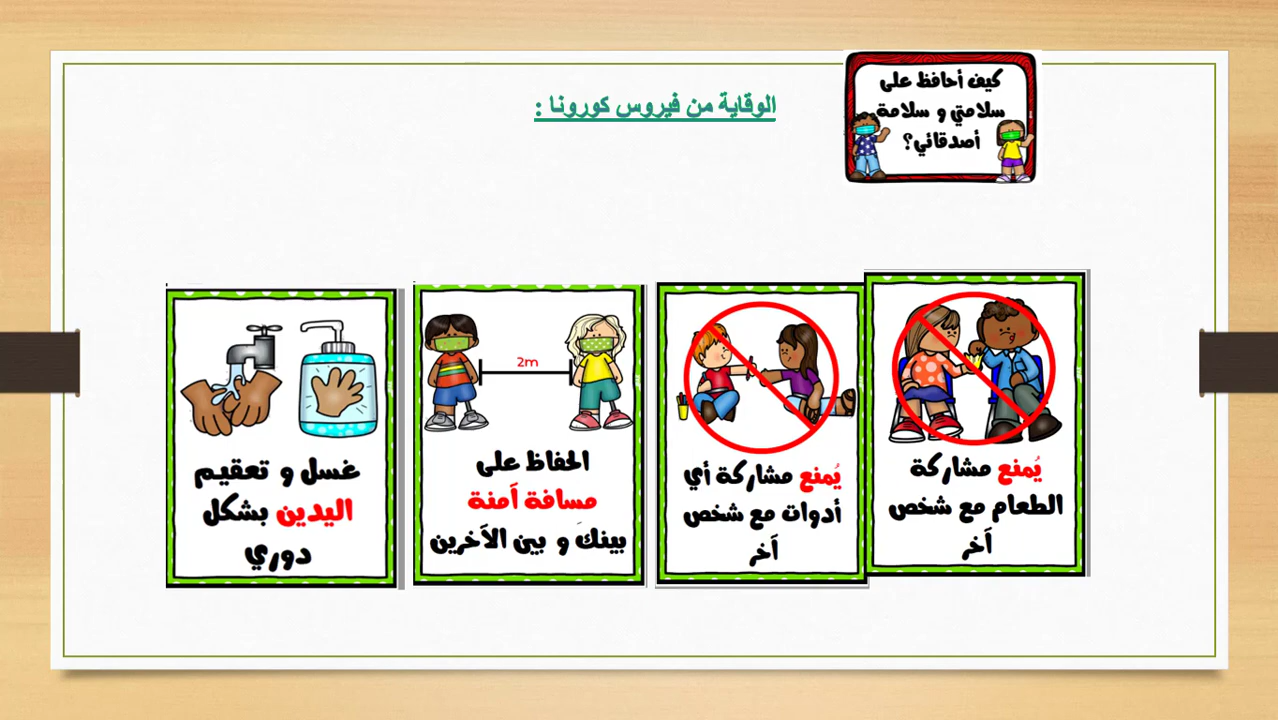 كيف أحافظ على
سلامتي و سلامة
أصدقائي؟
الوقاية من فيروس كورونا :
يُمنع مشاركة
الطعام مع شخص
آخر
يُمنع مشاركة أي
أدوات مع شخص
آخر
2m
الحفاظ على
مسافة آمنة
بينكَ و بين الآخرين
غسل و تعقيم
اليدين بشكل
دوري